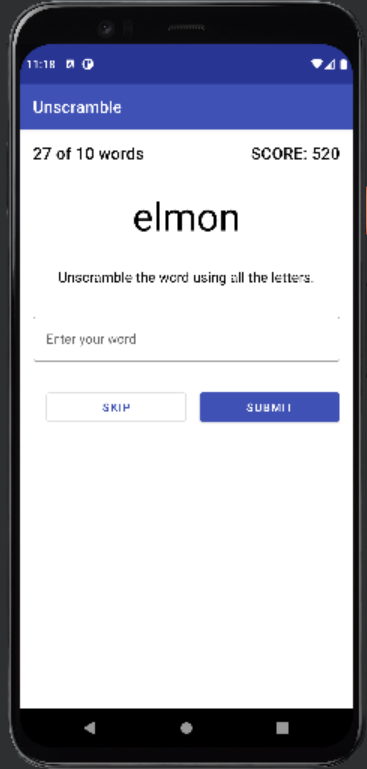 11:18
Unscramble
27 of 10 words SCORE: 520
elmon
Unscramble the word using all the letters.
Enter your word
SKIP SUBMIT